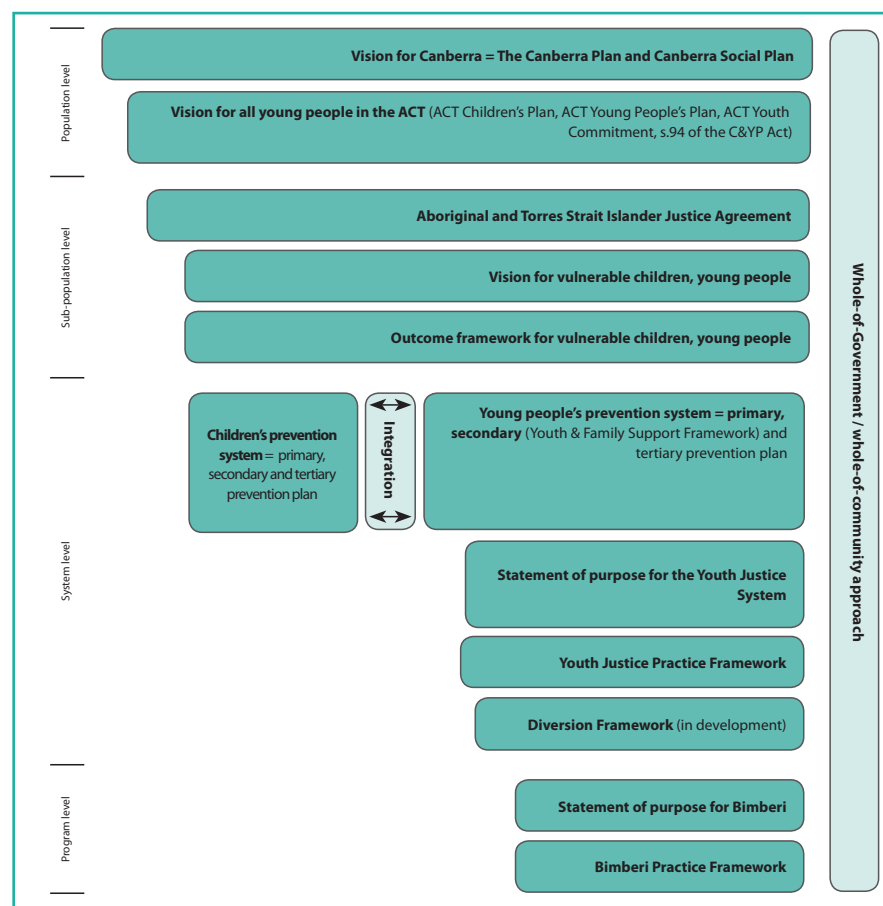 Population level
Vision for Canberra = The Canberra Plan and Canberra Social Plan
Vision for all young people in the ACT (ACT Children's Plan, ACT Young People's Plan, ACT Youth
Commitment, s.94 of the C&YP Act)
Sub-population level
Aboriginal and Torres Strait Islander Justice Agreement
Vision for vulnerable children, young people
Outcome framework for vulnerable children, young people
System level
Children's prevention
system = primary,
secondary and tertiary
prevention plan
Integration
Young people's prevention system = primary,
secondary (Youth & Family Support Framework) and
tertiary prevention plan
Statement of purpose for the Youth Justice
System
Youth Justice Practice Framework
Diversion Framework (in development)
Program level
Statement of purpose for Bimberi
Bimberi Practice Framework
Whole-of-Government / whole-of-community approach